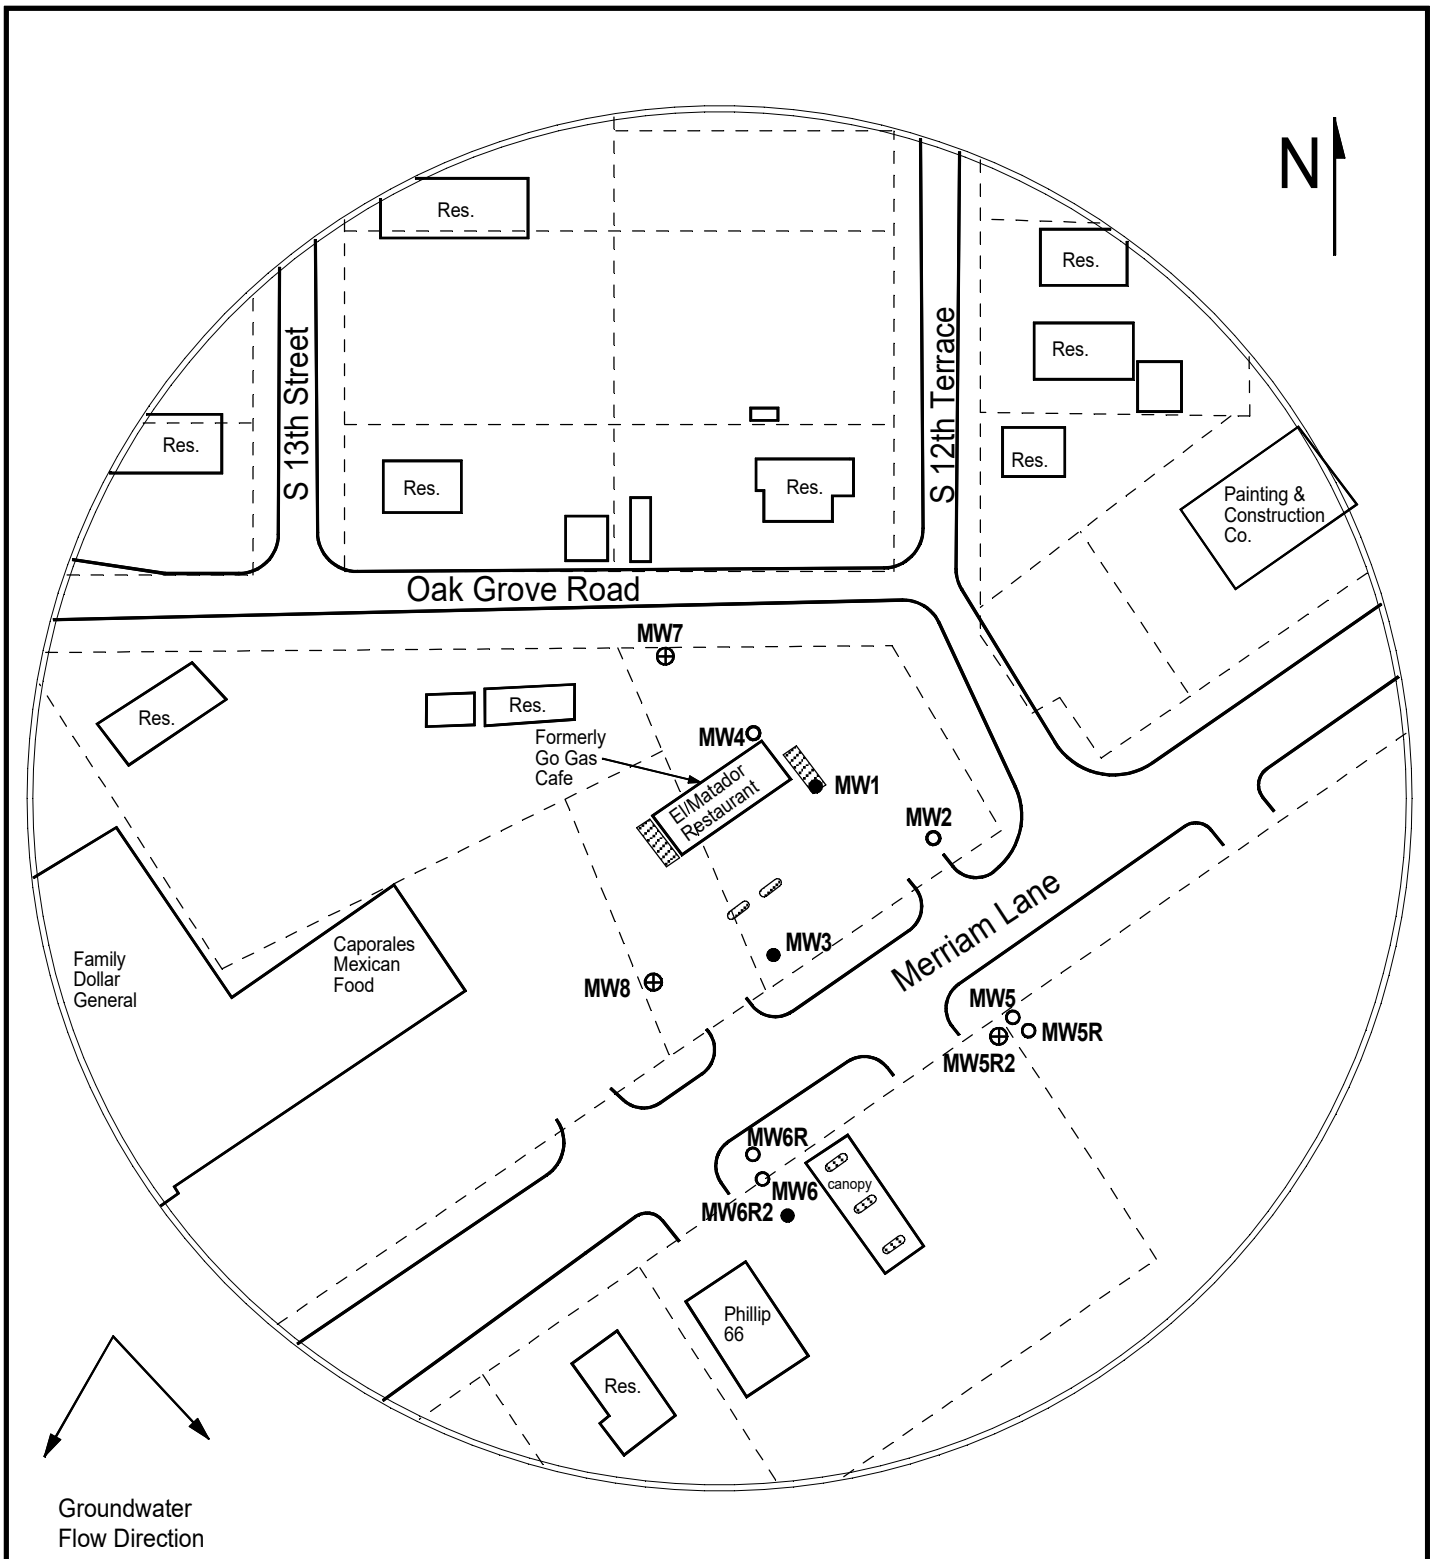 N
Res.
Res.
Res.
Res.
Res.
Res.
Res.
Res.
S 13th Street
S 12th Terrace
Painting &
Construction
Co.
Oak Grove Road
MW7
Res.
Res.
Formerly
Go Gas
Cafe
MW4
El/Matador
Restaurant
MW1
MW2
Merriam Lane
Family
Dollar
General
Caporales
Mexican
Food
MW3
MW8
MW5
MW5R
MW5R2
MW6R
MW6
MW6R2
canopy
Phillip
66
Res.
Groundwater
Flow Direction